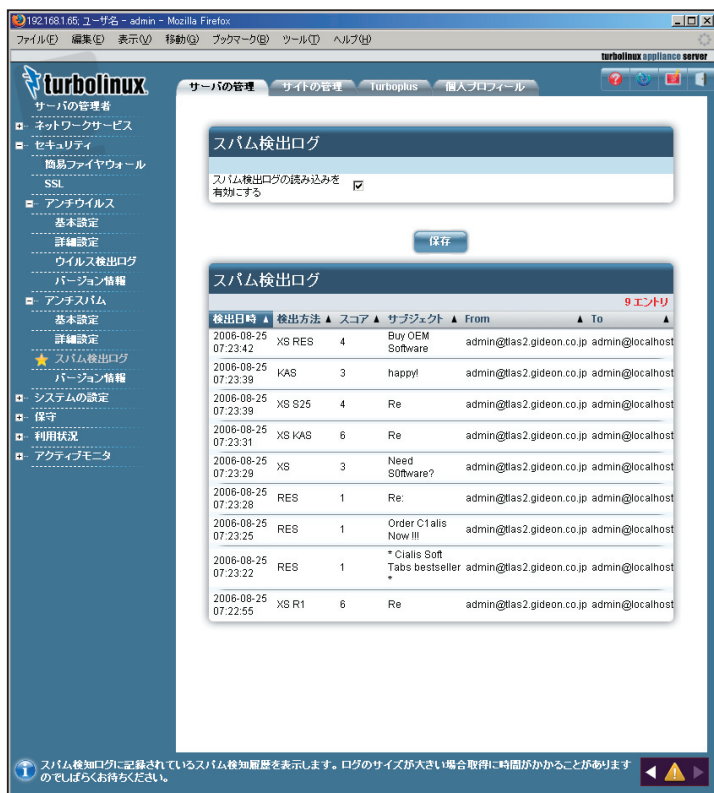 192.168.1.65; ユーザ名 - admin - Mozilla Firefox
ファイル(F) 編集(E) 表示(V) 移動(G) ブックマーク(B) ツール(T) ヘルプ(H)
turbolinux appliance server
turbolinux
サーバの管理 サイトの管理 Turboplus 個人プロフィール
サーバの管理者
ネットワークサービス
セキュリティ
簡易ファイヤウォール
SSL
アンチウイルス
基本設定
詳細設定
ウイルス検出ログ
バージョン情報
アンチスパム
基本設定
詳細設定
スパム検出ログ
バージョン情報
システムの設定
保守
利用状況
アクティブモニタ
スパム検出ログ
スパム検出ログの読み込みを
有効にする
保存
スパム検出ログ
9 エントリ
検出日時 検出方法 スコア サブジェクト From To
2006-08-25 07:23:42 XS RES 4 Buy OEM Software admin@tlas2.gideon.co.jp admin@localhost
2006-08-25 07:23:39 KAS 3 happy! admin@tlas2.gideon.co.jp admin@localhost
2006-08-25 07:23:39 XS S25 4 Re admin@tlas2.gideon.co.jp admin@localhost
2006-08-25 07:23:31 XS KAS 6 Re admin@tlas2.gideon.co.jp admin@localhost
2006-08-25 07:23:29 XS 3 Need S0ftware? admin@tlas2.gideon.co.jp admin@localhost
2006-08-25 07:23:28 RES 1 Re: admin@tlas2.gideon.co.jp admin@localhost
2006-08-25 07:23:25 RES 1 Order C1alis Now !!! admin@tlas2.gideon.co.jp admin@localhost
2006-08-25 07:23:22 RES 1 * Cialis Soft Tabs bestseller * admin@tlas2.gideon.co.jp admin@localhost
2006-08-25 07:22:55 XS R1 6 Re admin@tlas2.gideon.co.jp admin@localhost
スパム検知ログに記録されているスパム検知履歴を表示します。ログのサイズが大きい場合取得に時間がかかることがあります
のでしばらくお待ちください。